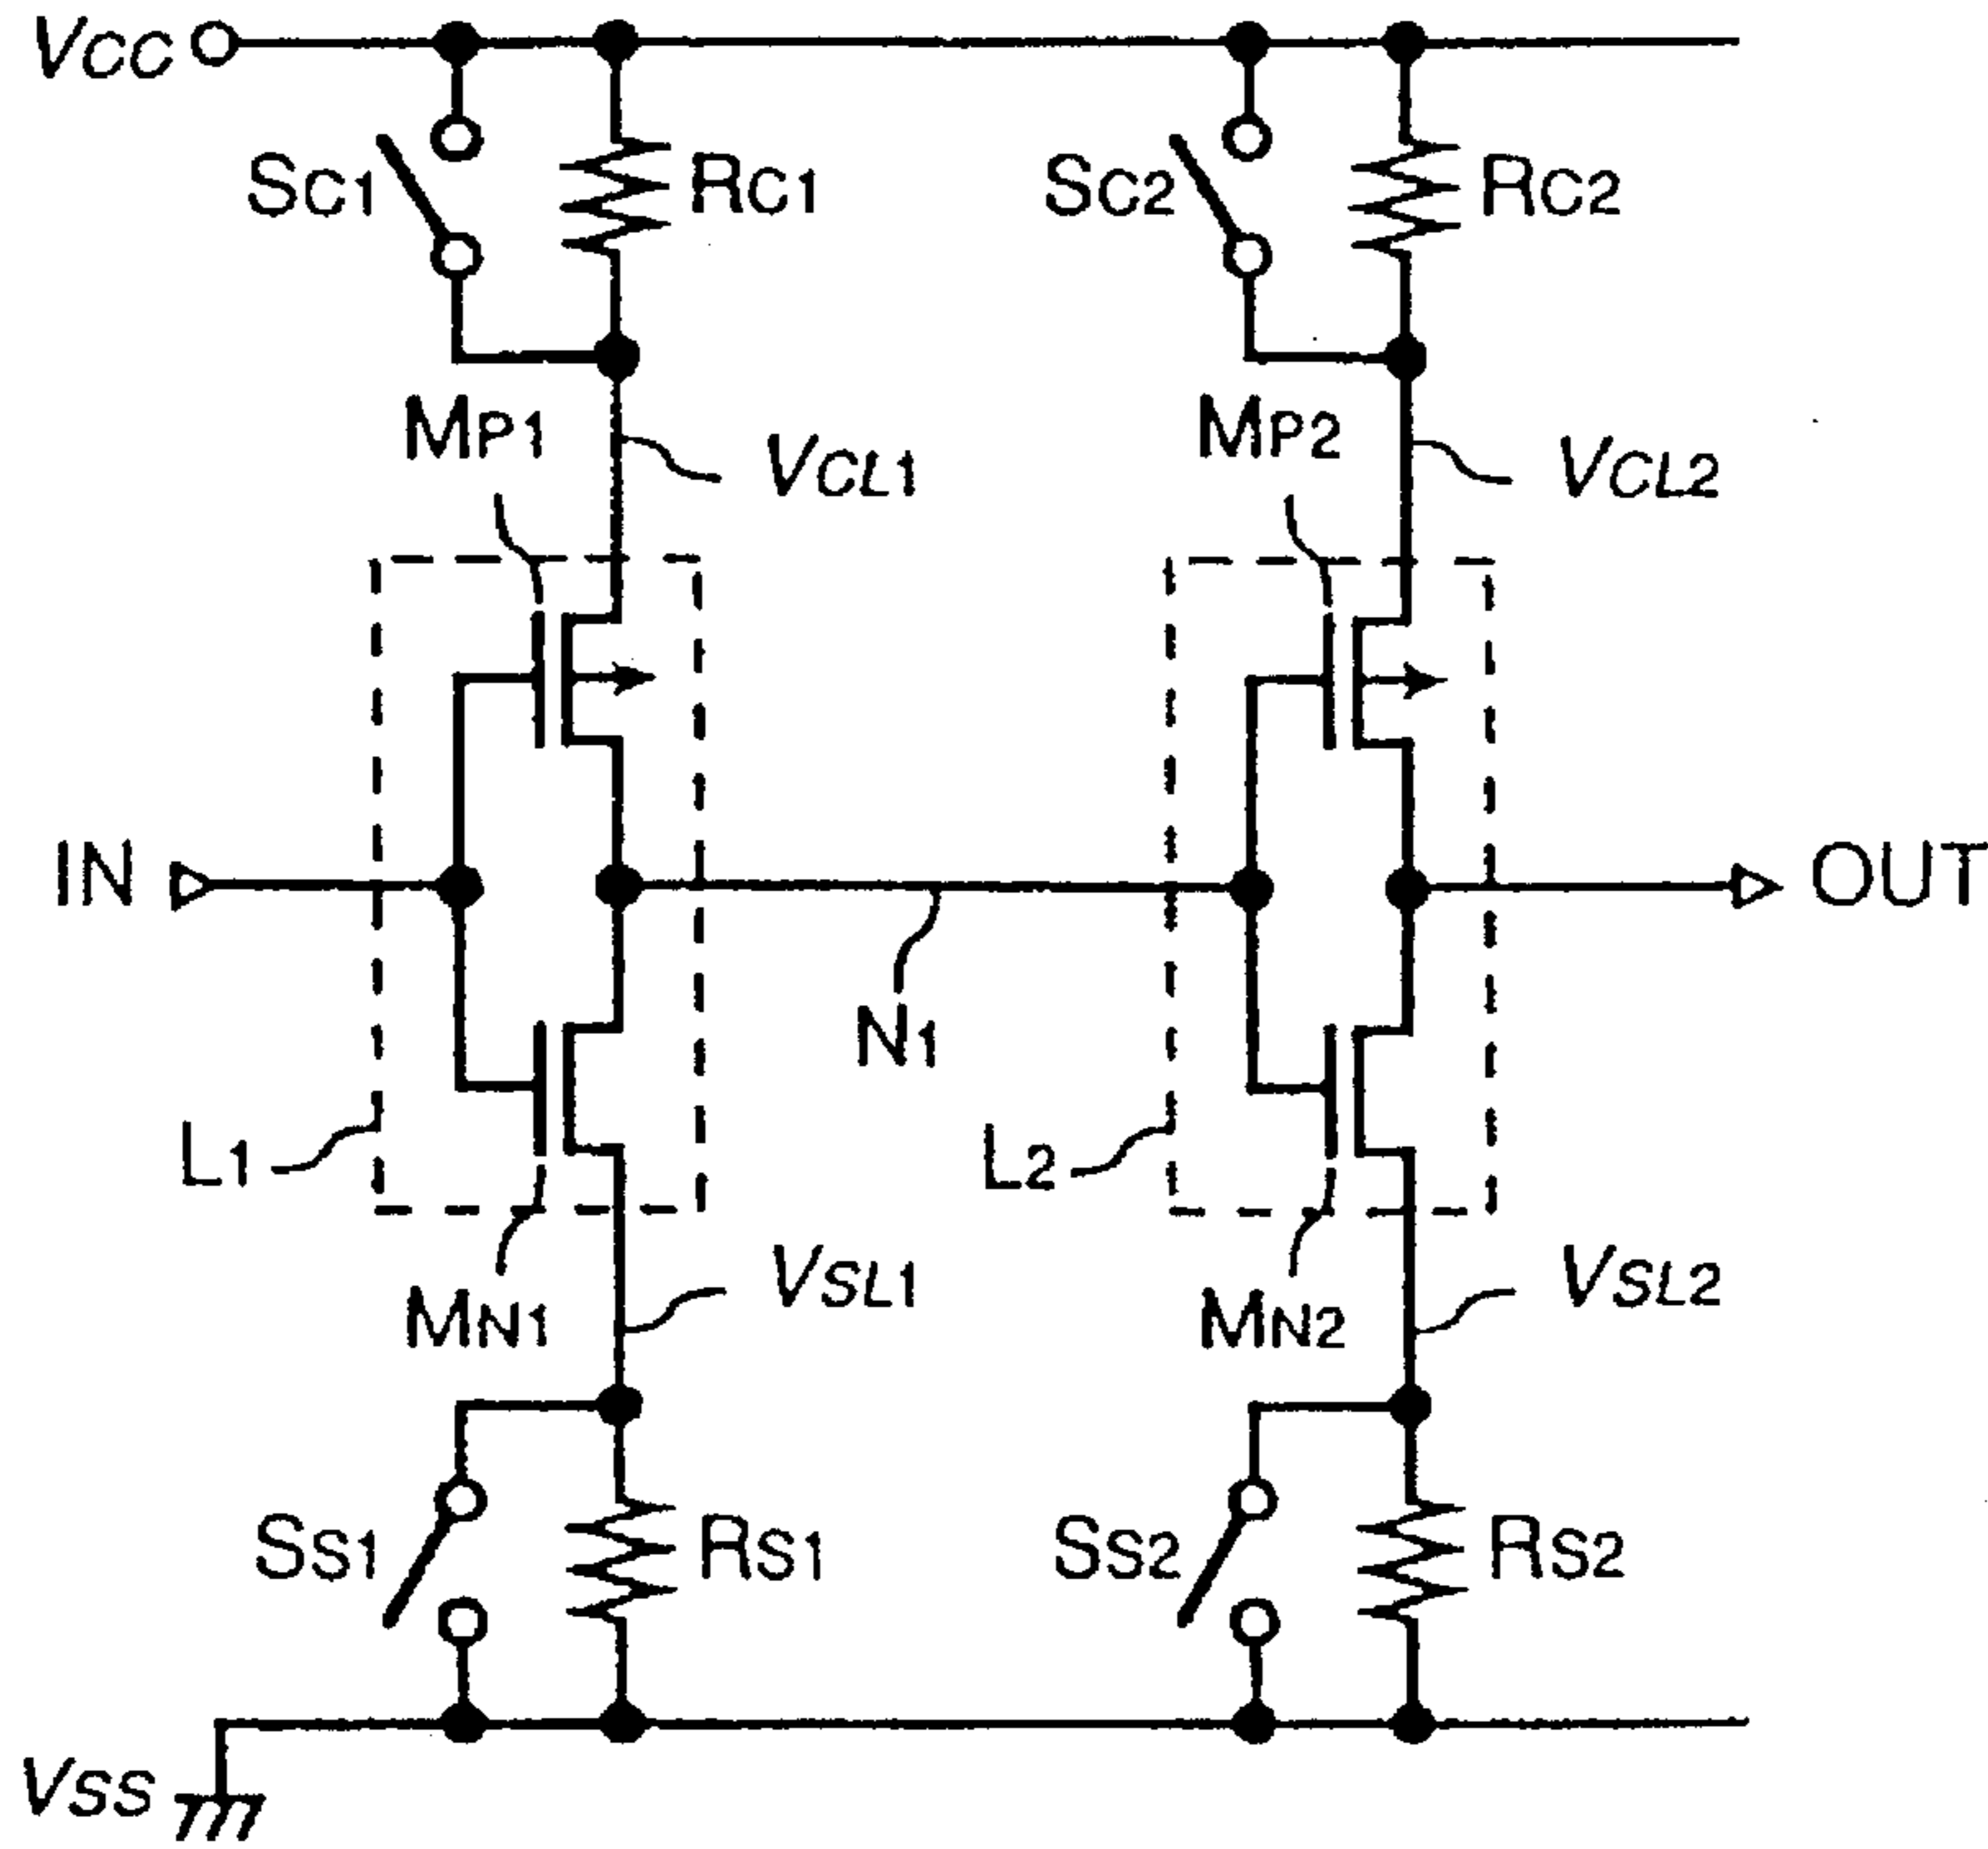 VCC
SC1
RC1
SC2
RC2
MP1
VCL1
MP2
VCL2
IN
OUT
N1
L1
L2
MN1
VSL1
MN2
VSL2
SS1
RS1
SS2
RS2
VSS